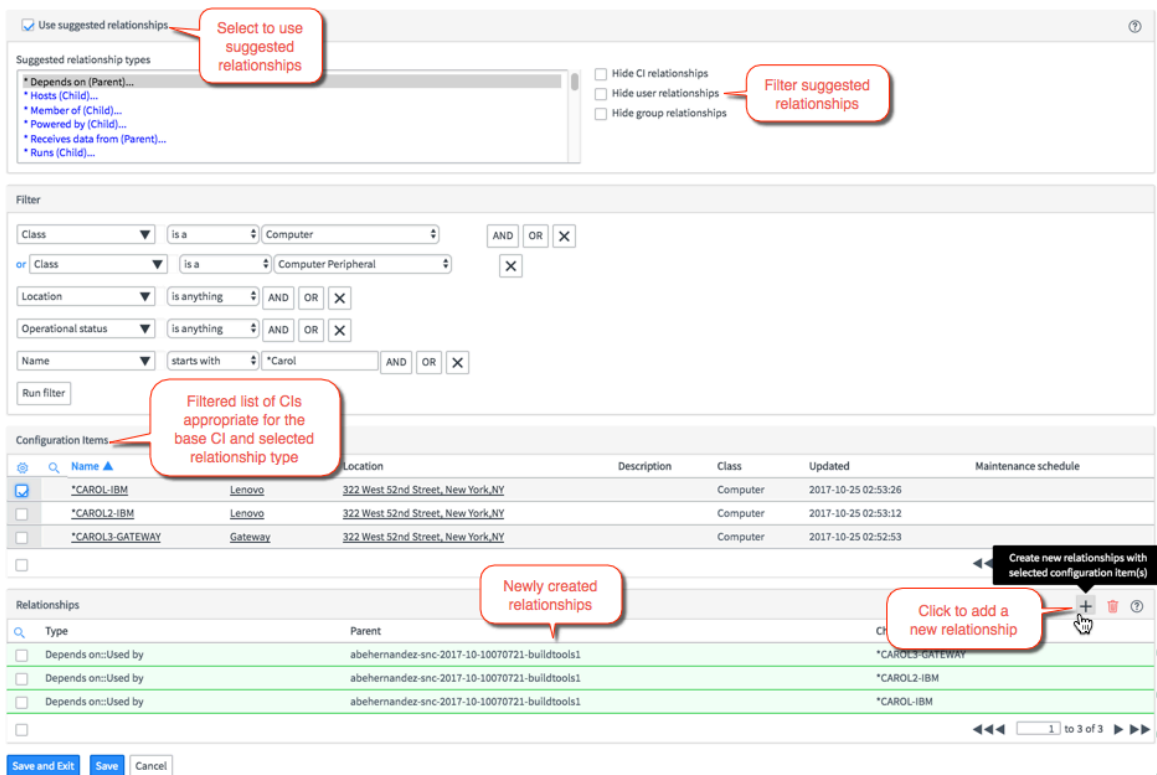 Use suggested relationships
Select to use
suggested
relationships
Suggested relationship types
* Depends on (Parent)...
* Hosts (Child)...
* Member of (Child)...
* Powered by (Child)...
* Receives data from (Parent)...
* Runs (Child)...
Hide CI relationships
Hide user relationships
Hide group relationships
Filter suggested
relationships
Filter
Class is a Computer AND OR
or Class is a Computer Peripheral
Location is anything AND OR
Operational status is anything AND OR
Name starts with *Carol AND OR
Run filter
Filtered list of CIs
appropriate for the
base CI and selected
relationship type
Configuration Items
Name Location Description Class Updated Maintenance schedule
*CAROL-IBM Lenovo 322 West 52nd Street, New York,NY Computer 2017-10-25 02:53:26
*CAROL2-IBM Lenovo 322 West 52nd Street, New York,NY Computer 2017-10-25 02:53:12
*CAROL3-GATEWAY Gateway 322 West 52nd Street, New York,NY Computer 2017-10-25 02:52:53
Create new relationships with
selected configuration item(s)
Newly created
relationships
Click to add a
new relationship
Relationships
Type Parent
Depends on::Used by abehernandez-snc-2017-10-10070721-buildtools1 *CAROL3-GATEWAY
Depends on::Used by abehernandez-snc-2017-10-10070721-buildtools1 *CAROL2-IBM
Depends on::Used by abehernandez-snc-2017-10-10070721-buildtools1 *CAROL-IBM
1 to 3 of 3
Save and Exit Save Cancel